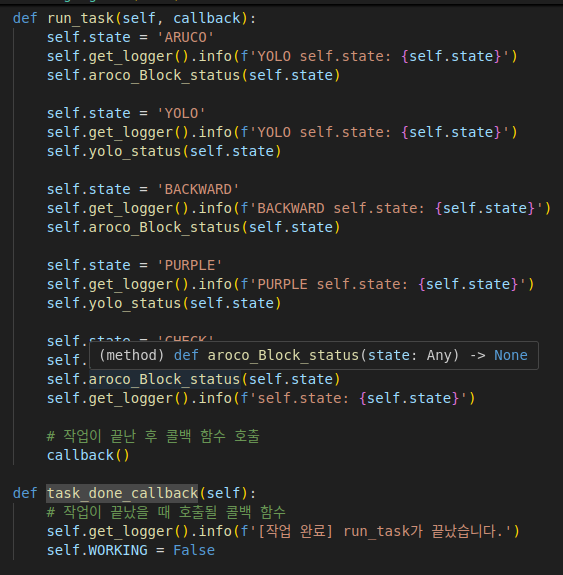 def run_task(self, callback):
self.state = 'ARUCO'
self.get_logger().info(f'YOLO self.state: {self.state}')
self.aroco_Block_status(self.state)
self.state = 'YOLO'
self.get_logger().info(f'YOLO self.state: {self.state}')
self.yolo_status(self.state)
self.state = 'BACKWARD'
self.get_logger().info(f'BACKWARD self.state: {self.state}')
self.aroco_Block_status(self.state)
self.state = 'PURPLE'
self.get_logger().info(f'PURPLE self.state: {self.state}')
self.yolo_status(self.state)
self.state = 'CHECK'
self.
(method) def aroco_Block_status(state: Any) -> None
self.aroco_Block_status(self.state)
self.get_logger().info(f'self.state: {self.state}')
# 작업이 끝난 후 콜백 함수 호출
callback()
def task_done_callback(self):
# 작업이 끝났을 때 호출될 콜백 함수
self.get_logger().info(f'[작업 완료] run_task가 끝났습니다.')
self.WORKING = False